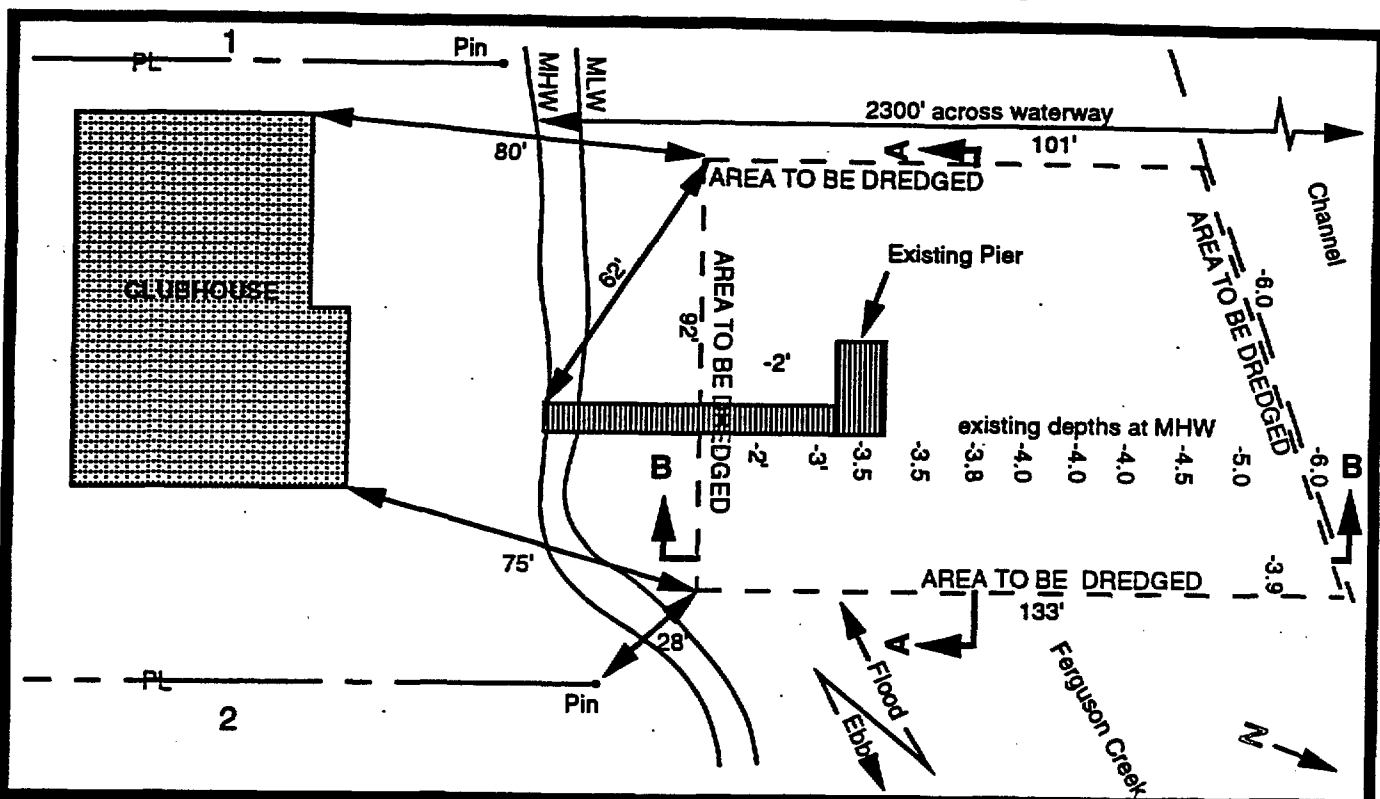 1
PL
Pin
MHW
MLW
2300' across waterway
80'
A
101'
AREA TO BE DREDGED
Channel
AREA TO BE DREDGED
Existing Pier
62'
CLUBHOUSE
AREA TO BE DREDGED
92'
-2'
-6.0
existing depths at MHW
-2'
-3'
-3.5
-3.5
-3.8
-4.0
-4.0
-4.0
-4.5
-5.0
-6.0
B
B
75'
AREA TO BE DREDGED
-3.9
133'
28'
A
Flood
Ebb
Ferguson Creek
PL
Pin
2
N